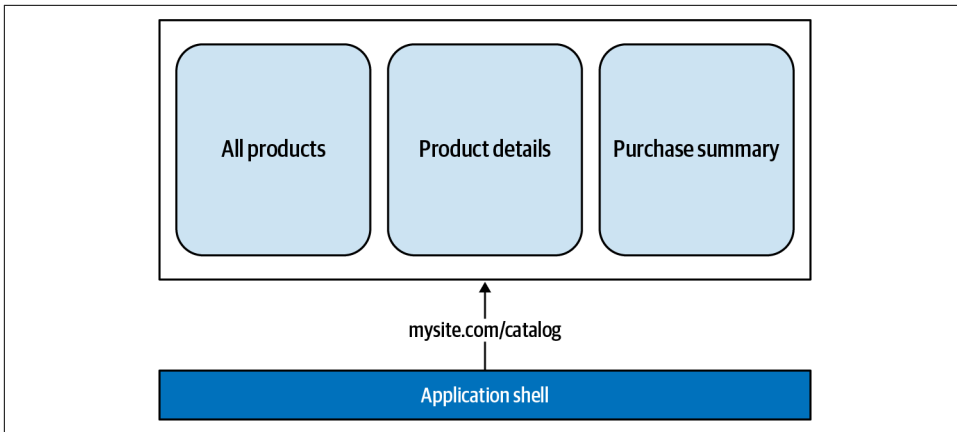 All products
Product details
Purchase summary
mysite.com/catalog
Application shell